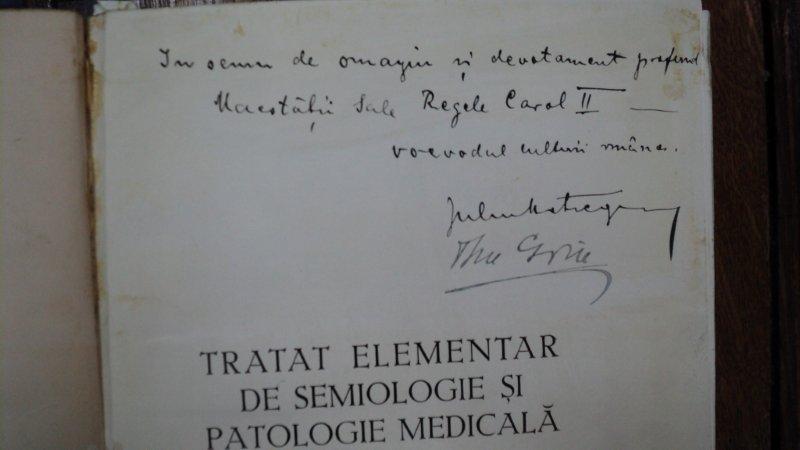 In semn de omagiu și devotament profund
Maestății Sale Regele Carol II —
voevodul culturii române.
TRATAT ELEMENTAR
DE SEMIOLOGIE ȘI
PATOLOGIE MEDICALĂ